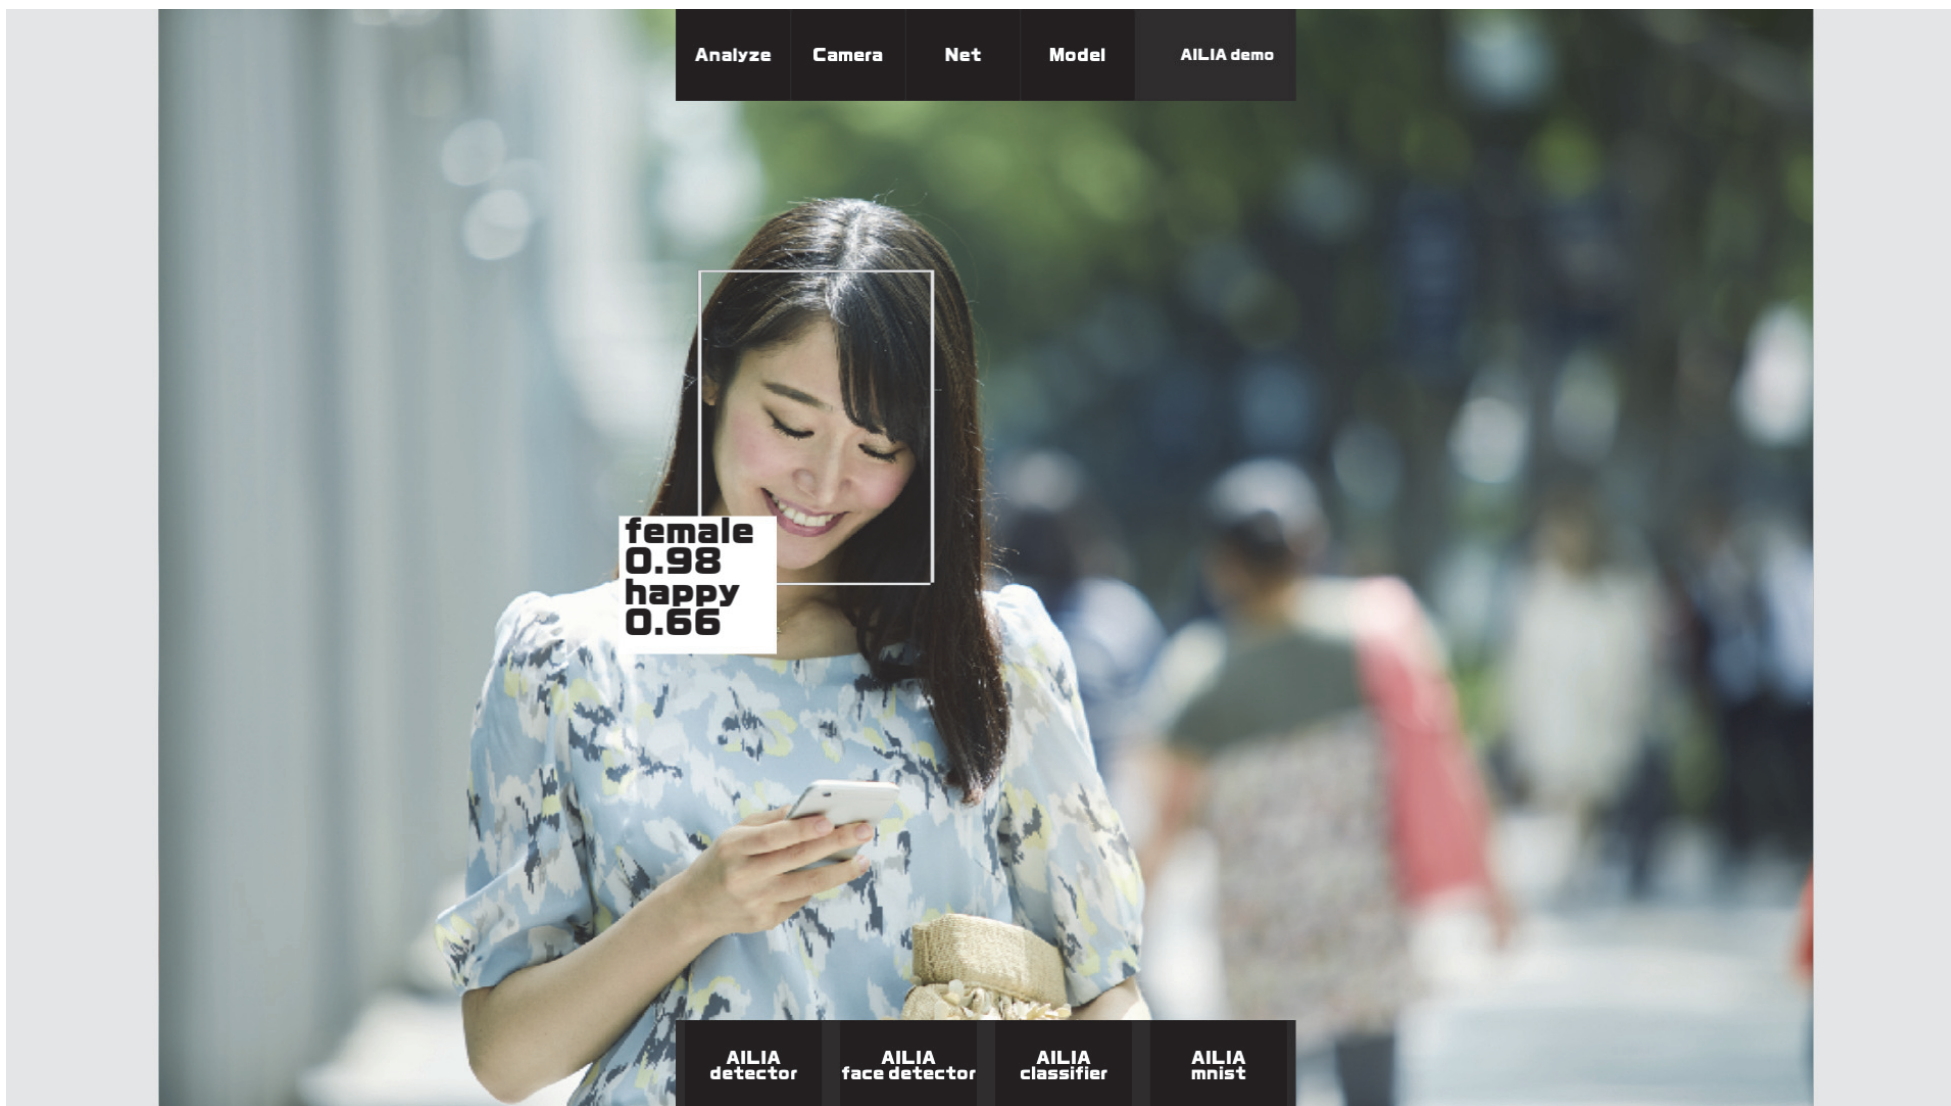 Analyze
Camera
Net
Model
AILIA demo
female
0.98
happy
0.66
AILIA
detector
AILIA
face detector
AILIA
classifier
AILIA
mnist